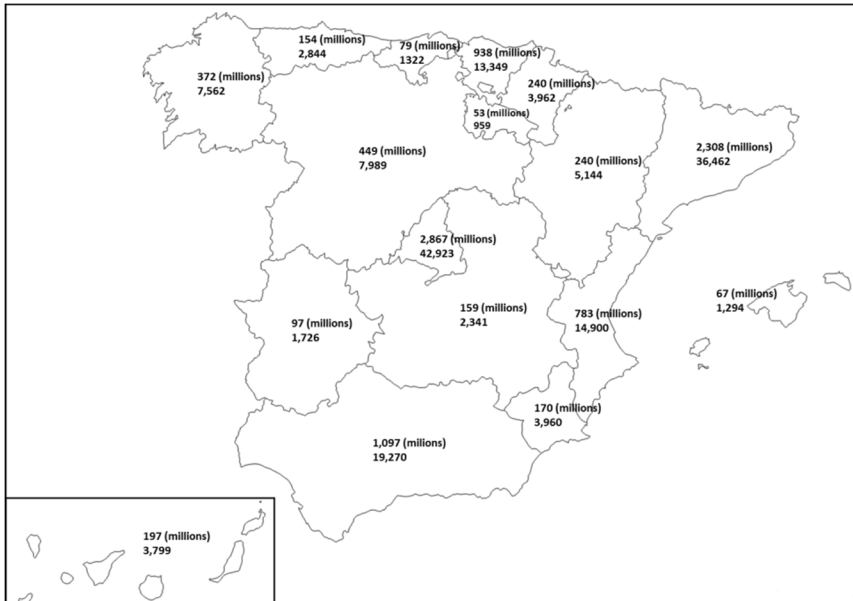 154 (millions)
2,844
79 (millions)
1322
938 (millions)
13,349
372 (millions)
7,562
240 (millions)
3,962
53 (millions)
959
449 (millions)
7,989
240 (millions)
5,144
2,308 (millions)
36,462
2,867 (millions)
42,923
159 (millions)
2,341
783 (millions)
14,900
67 (millions)
1,294
97 (millions)
1,726
170 (millions)
3,960
1,097 (milions)
19,270
197 (millions)
3,799